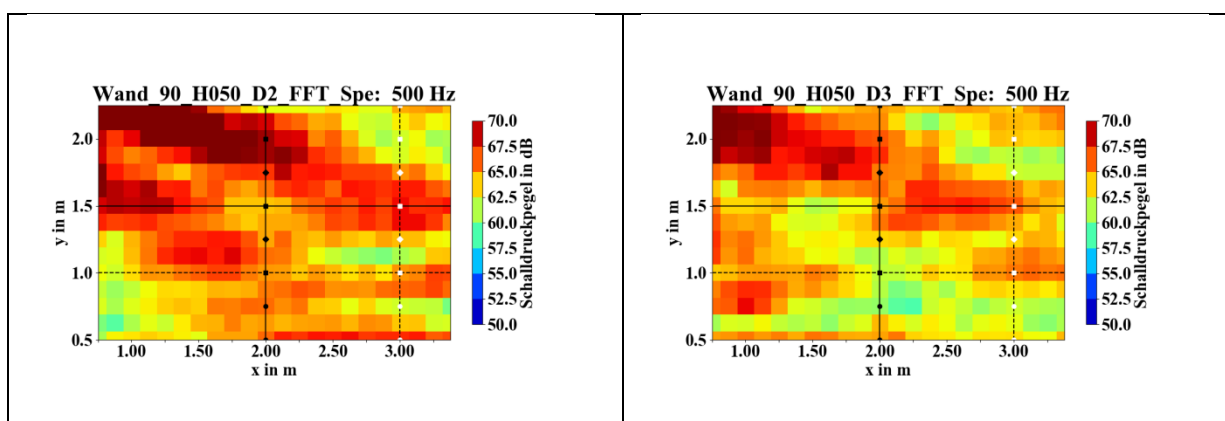 Wand_90_H050_D2_FFT_Spe: 500 Hz
70.0
67.5
65.0
62.5
60.0
57.5
55.0
52.5
50.0
Schalldruckpegel in dB
2.0
1.5
1.0
0.5
y in m
1.00 1.50 2.00 2.50 3.00
x in m
Wand_90_H050_D3_FFT_Spe: 500 Hz
70.0
67.5
65.0
62.5
60.0
57.5
55.0
52.5
50.0
Schalldruckpegel in dB
2.0
1.5
1.0
0.5
y in m
1.00 1.50 2.00 2.50 3.00
x in m